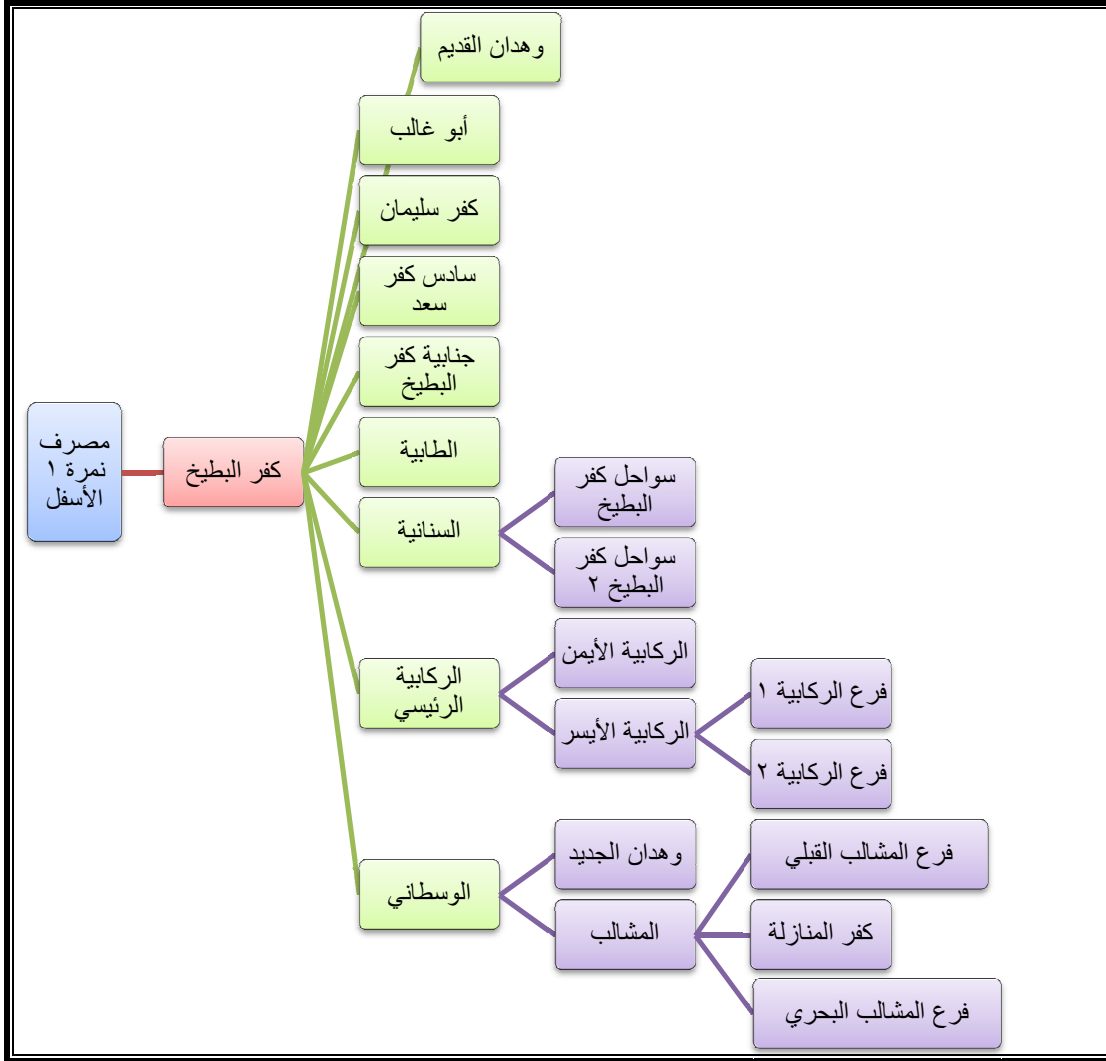 وهدان القديم
أبو غالب
كفر سليمان
سادس كفر
سعد
جنابية كفر
البطيخ
الطابية
السنانية
سواحل كفر
البطيخ
سواحل كفر
البطيخ ٢
مصرف
نمرة ١
الأسفل
كفر البطيخ
الركابية
الرئيسي
الركابية الأيمن
الركابية الأيسر
فرع الركابية ١
فرع الركابية ٢
الوسطاني
وهدان الجديد
المشالب
فرع المشالب القبلي
كفر المنازلة
فرع المشالب البحري